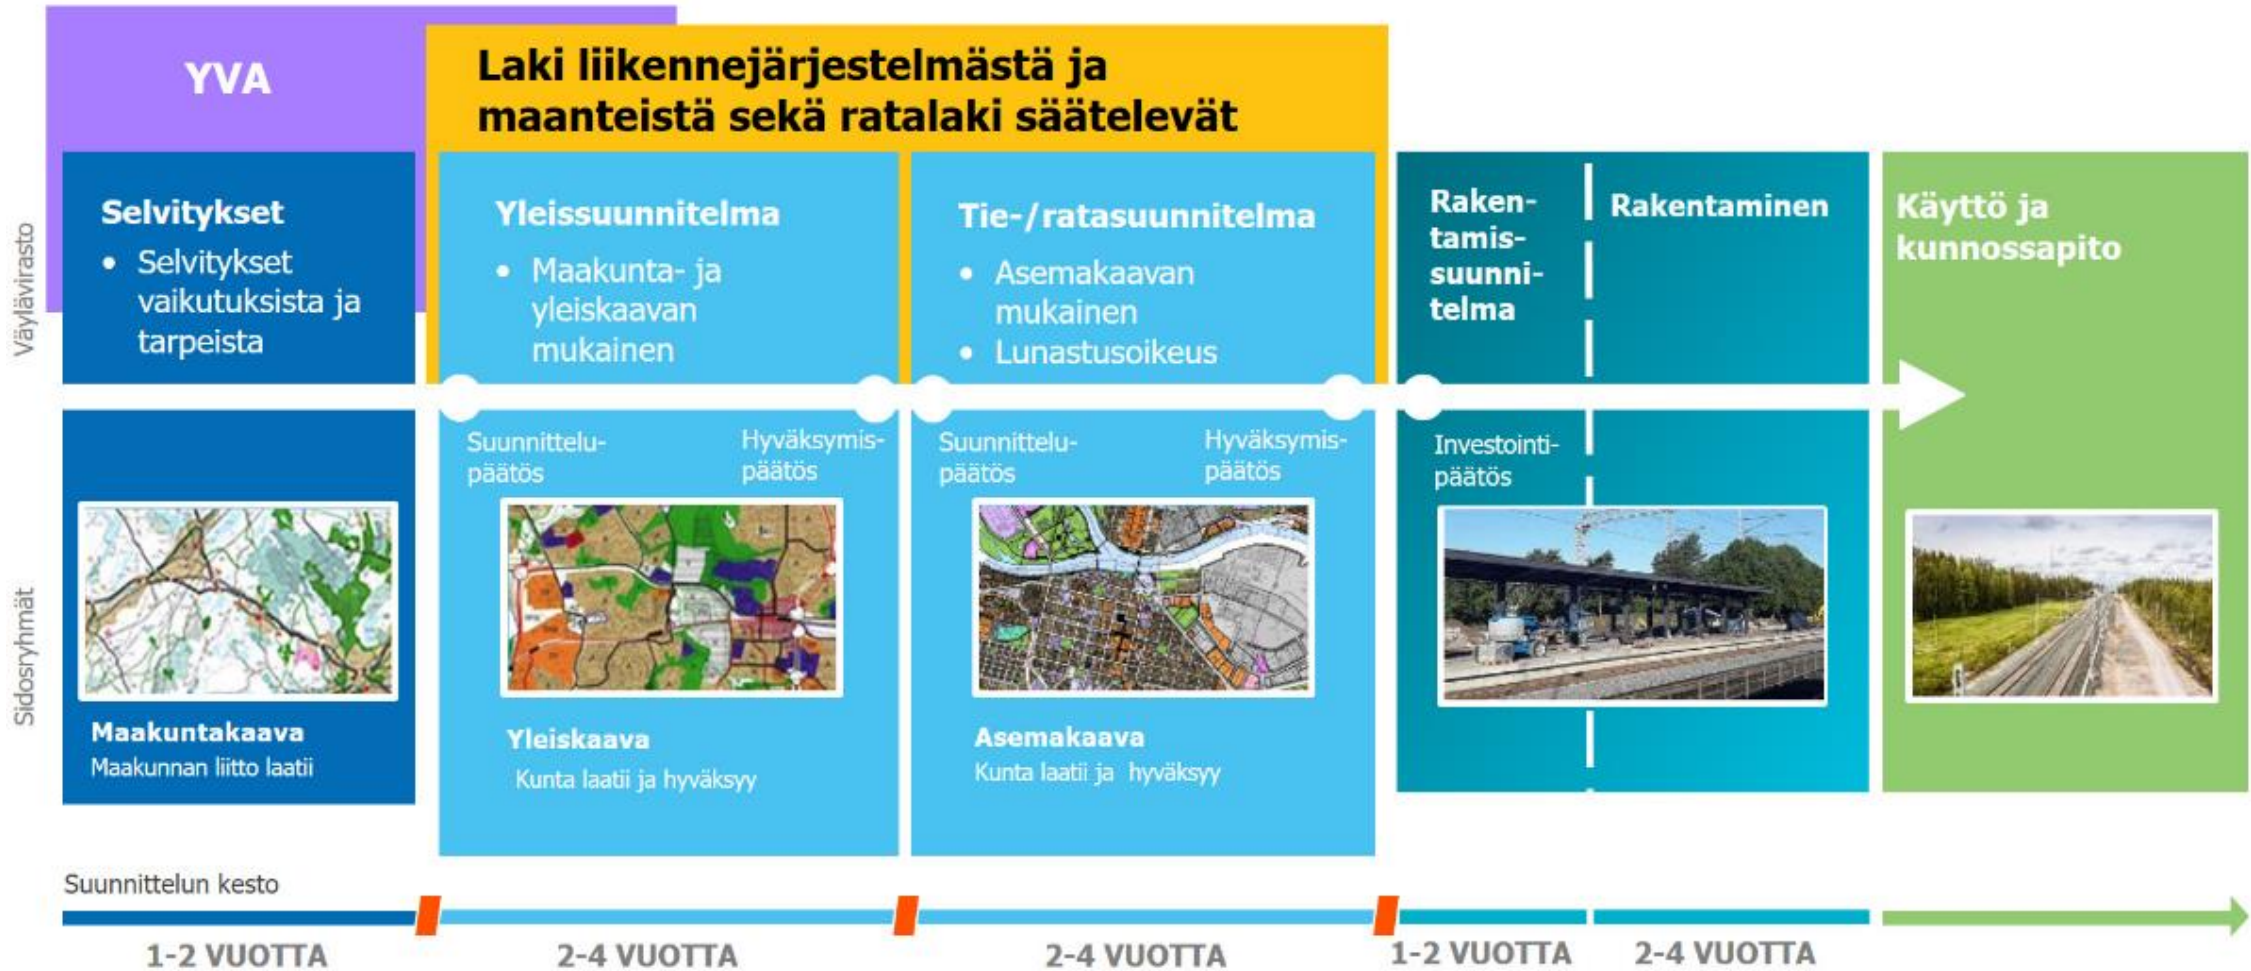 YVA
Laki liikennejärjestelmästä ja
maanteistä sekä ratalaki säätelevät
Väylävirasto
Selvitykset
• Selvitykset
vaikutuksista ja
tarpeista
Yleissuunnitelma
• Maakunta- ja
yleiskaavan
mukainen
Tie-/ratasuunnitelma
• Asemakaavan
mukainen
• Lunastusoikeus
Raken-
tamis-
suunni-
telma
Rakentaminen
Käyttö ja
kunnossapito
Sidosryhmät
Suunnittelu-
päätös
Hyväksymis-
päätös
Suunnittelu-
päätös
Hyväksymis-
päätös
Investointi-
päätös
Maakuntakaava
Maakunnan liitto laatii
Yleiskaava
Kunta laatii ja hyväksyy
Asemakaava
Kunta laatii ja hyväksyy
Suunnittelun kesto
1-2 VUOTTA
2-4 VUOTTA
2-4 VUOTTA
1-2 VUOTTA
2-4 VUOTTA